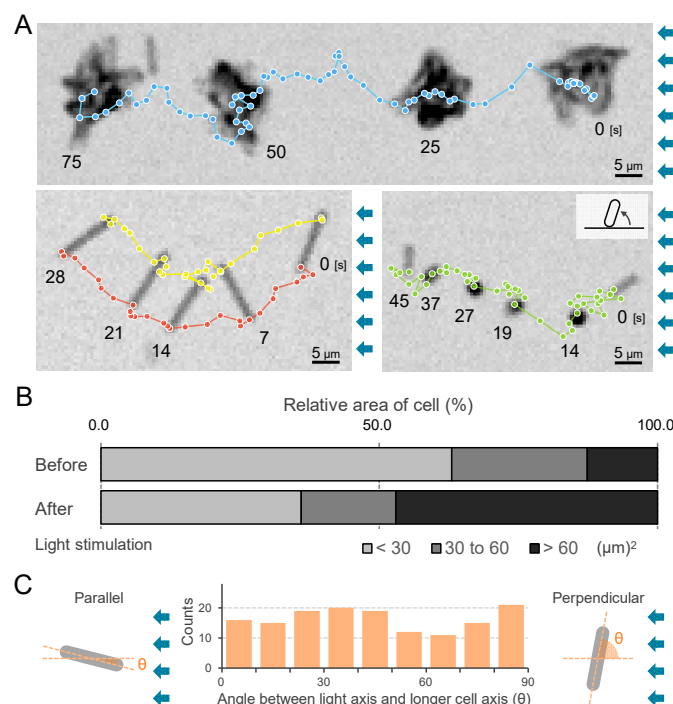 A
75
50
25
0 [s]
5 µm
28
21
14
7
0 [s]
5 µm
45
37
27
19
14
0 [s]
5 µm
B
Relative area of cell (%)
0.0 50.0 100.0
Before
After
Light stimulation < 30 30 to 60 > 60 (µm)²
C
Parallel
θ
Counts
20
10
0
0 30 60 90
Angle between light axis and longer cell axis (θ)
Perpendicular
θ